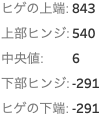 ヒゲの上端: 843
上部ヒンジ: 540
中央値: 6
下部ヒンジ: -291
ヒゲの下端: -291